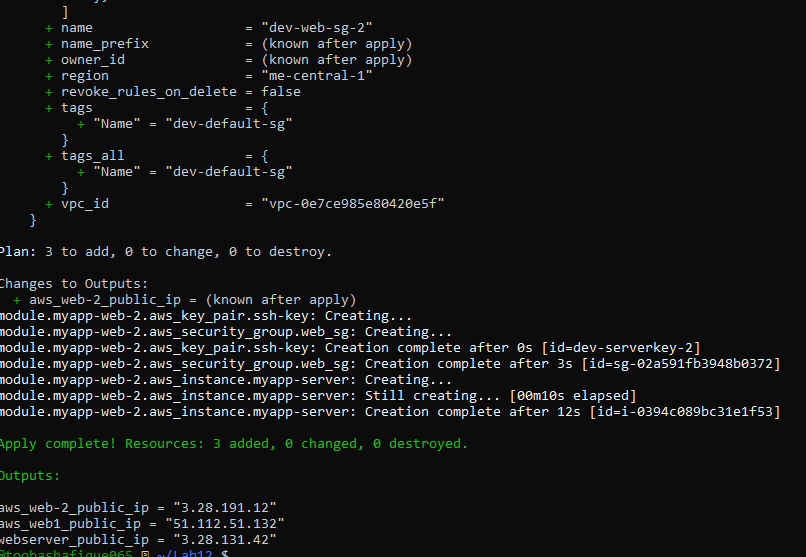 ]
+ name = "dev-web-sg-2"
+ name_prefix = (known after apply)
+ owner_id = (known after apply)
+ region = "me-central-1"
+ revoke_rules_on_delete = false
+ tags = {
+ "Name" = "dev-default-sg"
}
+ tags_all = {
+ "Name" = "dev-default-sg"
}
+ vpc_id = "vpc-0e7ce985e80420e5f"
}
Plan: 3 to add, 0 to change, 0 to destroy.
Changes to Outputs:
+ aws_web-2_public_ip = (known after apply)
module.myapp-web-2.aws_key_pair.ssh-key: Creating...
module.myapp-web-2.aws_security_group.web_sg: Creating...
module.myapp-web-2.aws_key_pair.ssh-key: Creation complete after 0s [id=dev-serverkey-2]
module.myapp-web-2.aws_security_group.web_sg: Creation complete after 3s [id=sg-02a591fb3948b0372]
module.myapp-web-2.aws_instance.myapp-server: Creating...
module.myapp-web-2.aws_instance.myapp-server: Still creating... [00m10s elapsed]
module.myapp-web-2.aws_instance.myapp-server: Creation complete after 12s [id=i-0394c089bc31e1f53]
Apply complete! Resources: 3 added, 0 changed, 0 destroyed.
Outputs:
aws_web-2_public_ip = "3.28.191.12"
aws_web1_public_ip = "51.112.51.132"
webserver_public_ip = "3.28.131.42"
@toobashafique065 ~/Lab12 $